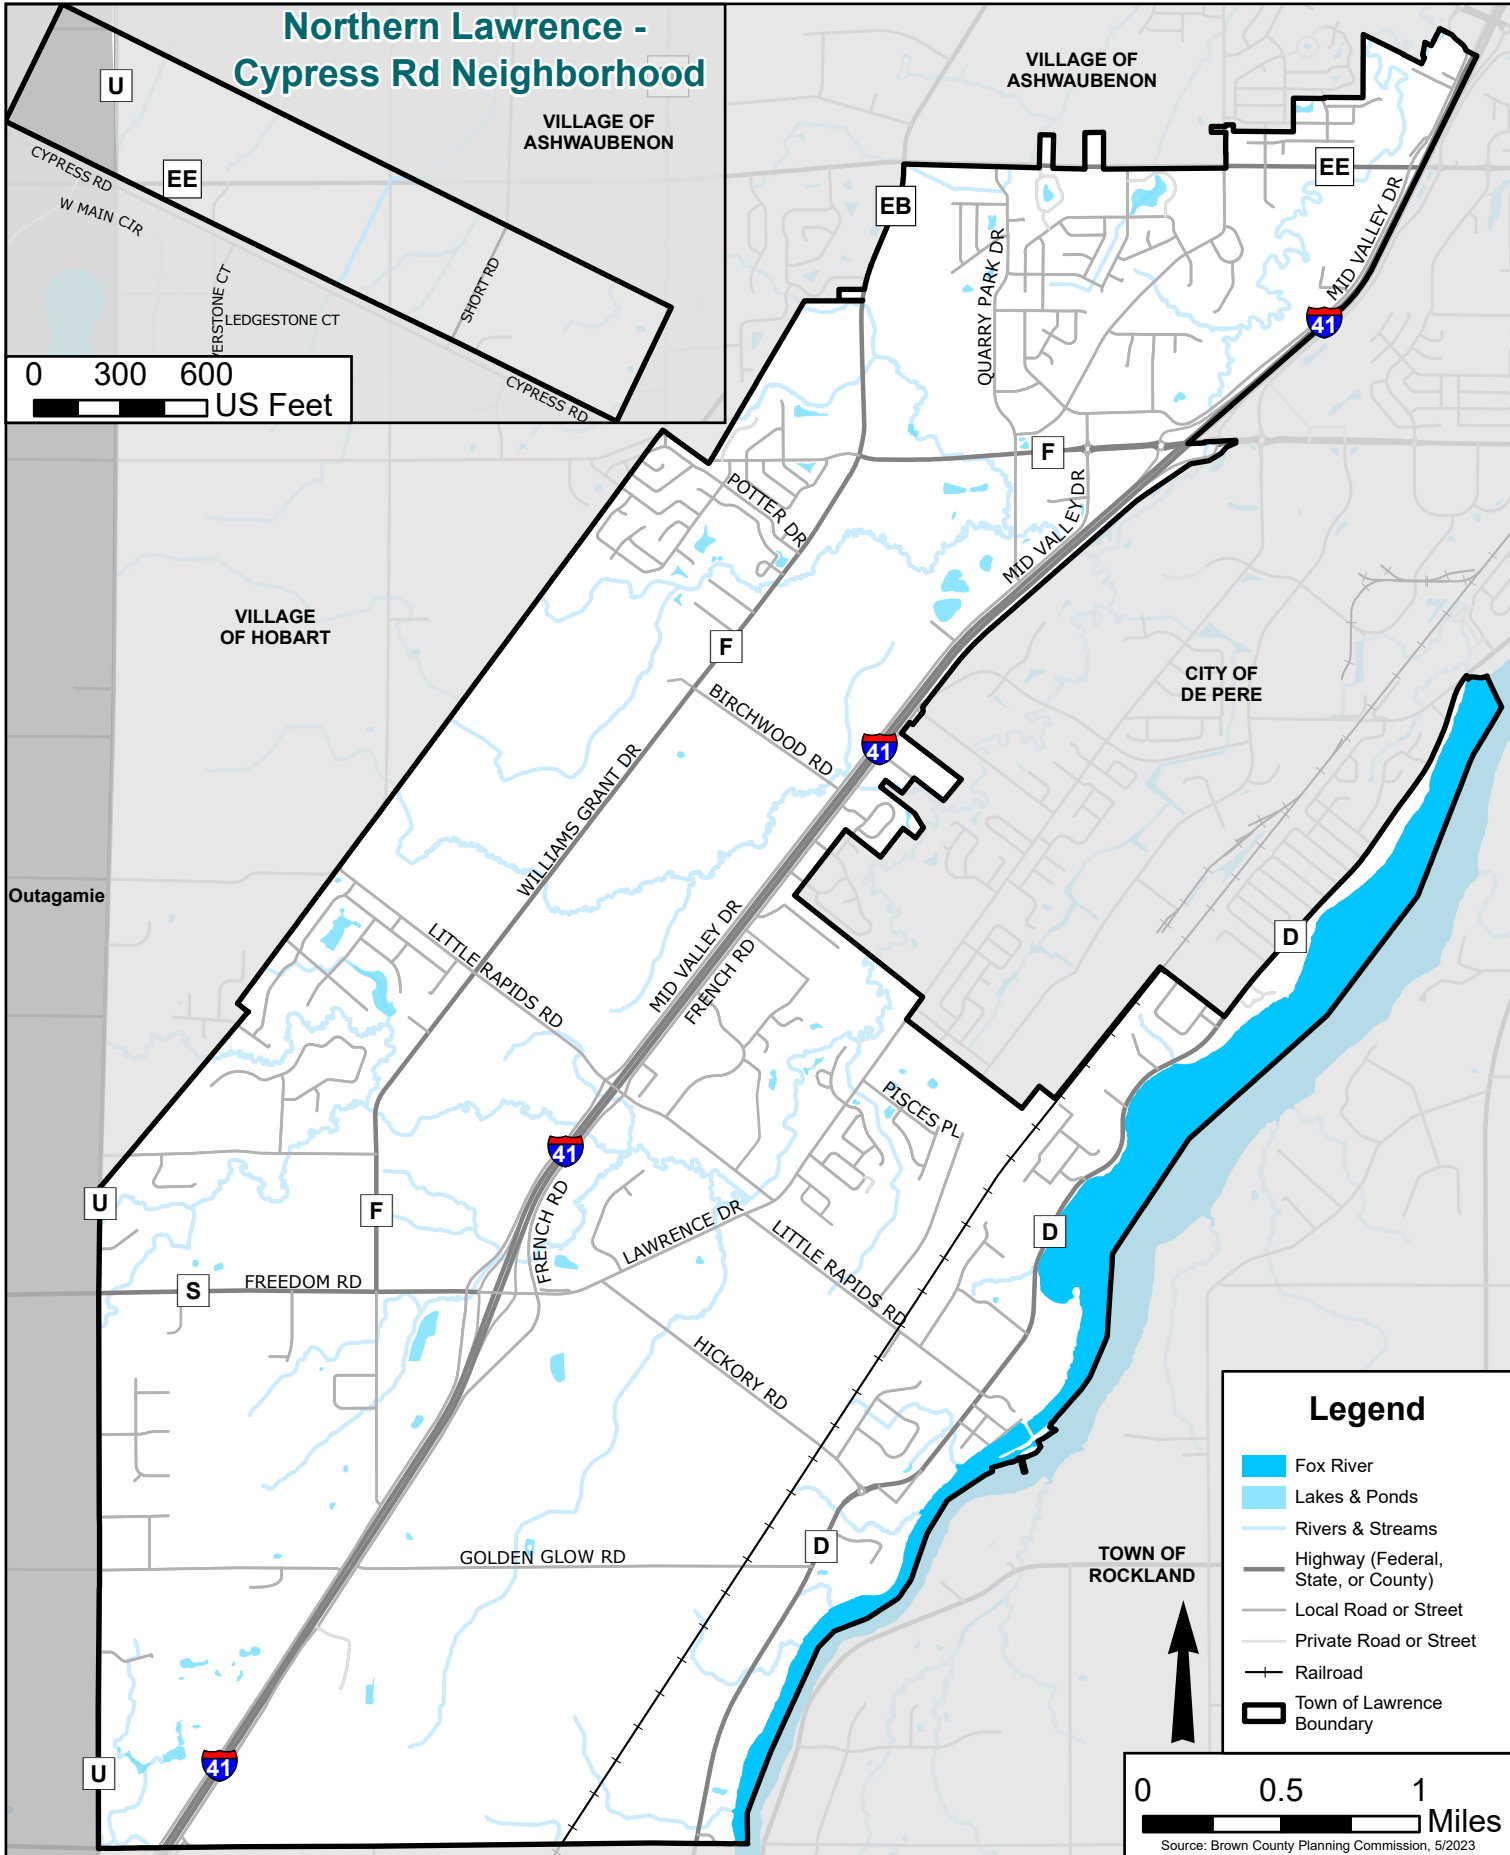 Northern Lawrence -
Cypress Rd Neighborhood
U
EE
VILLAGE OF
ASHWAUBENON
CYPRESS RD
W MAIN CIR
LEDGESTONE CT
SHORT RD
CYPRESS RD
0 300 600
US Feet
VILLAGE OF
ASHWAUBENON
EE
EB
MID VALLEY DR
QUARRY PARK DR
41
F
POTTER DR
MID VALLEY DR
VILLAGE
OF HOBART
F
CITY OF
DE PERE
BIRCHWOOD RD
41
WILLIAMS GRANT DR
Outagamie
LITTLE RAPIDS RD
MID VALLEY DR
FRENCH RD
D
PISCES PL
41
U
F
FRENCH RD
LAWRENCE DR
D
LITTLE RAPIDS RD
S
FREEDOM RD
HICKORY RD
D
GOLDEN GLOW RD
TOWN OF
ROCKLAND
U
41
Legend
Fox River
Lakes & Ponds
Rivers & Streams
Highway (Federal,
State, or County)
Local Road or Street
Private Road or Street
Railroad
Town of Lawrence
Boundary
0 0.5 1
Miles
Source: Brown County Planning Commission, 5/2023